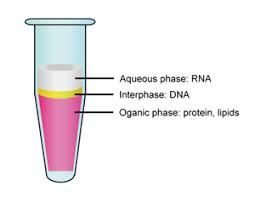 Aqueous phase: RNA
Interphase: DNA
Oganic phase: protein, lipids